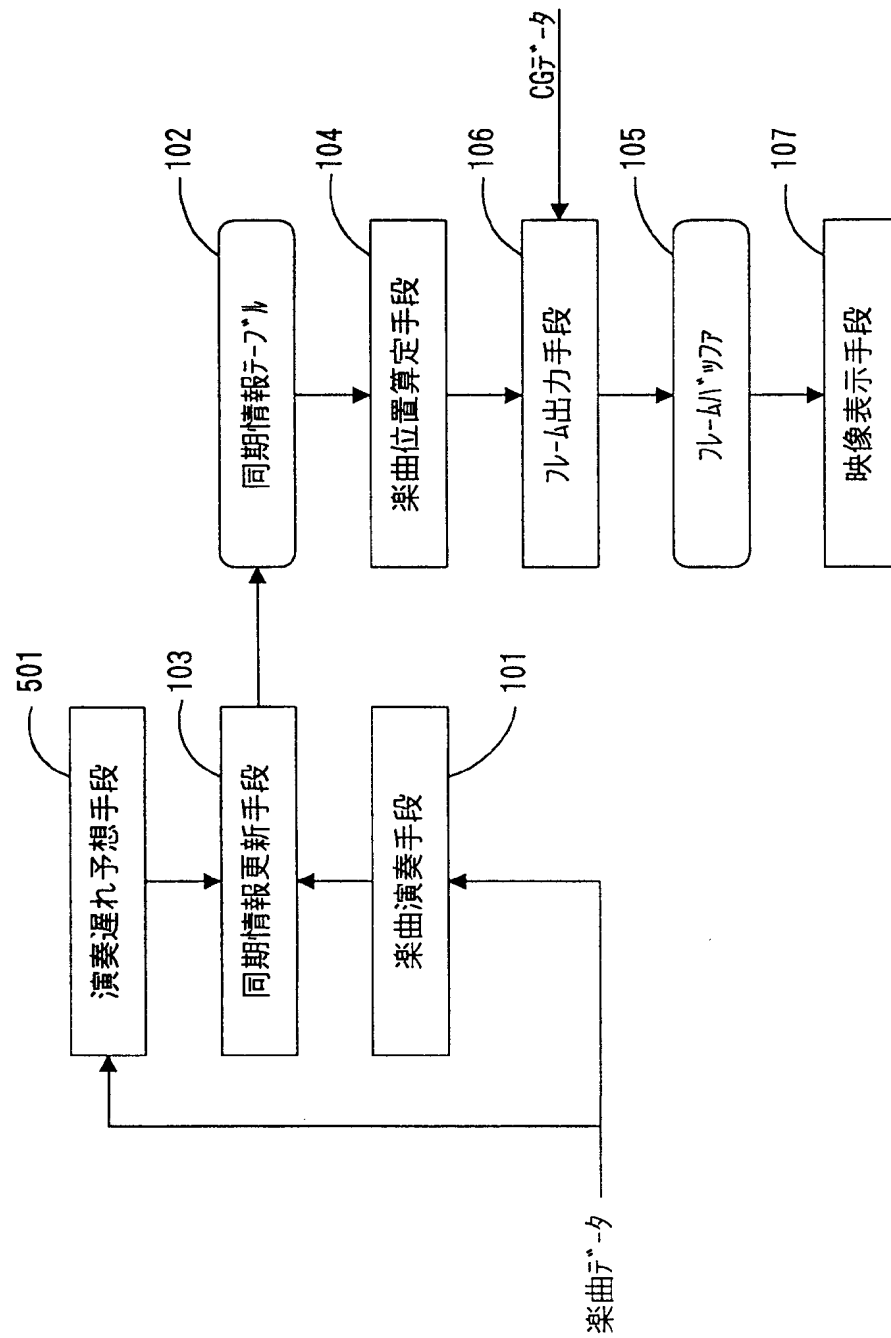 501
演奏遅れ予想手段
103
同期情報更新手段
101
楽曲演奏手段
楽曲ﾃﾞｰﾀ
102
同期情報ﾃｰﾌﾞﾙ
104
楽曲位置算定手段
CGﾃﾞｰﾀ
106
ﾌﾚｰﾑ出力手段
105
ﾌﾚｰﾑﾊﾞｯﾌｧ
107
映像表示手段